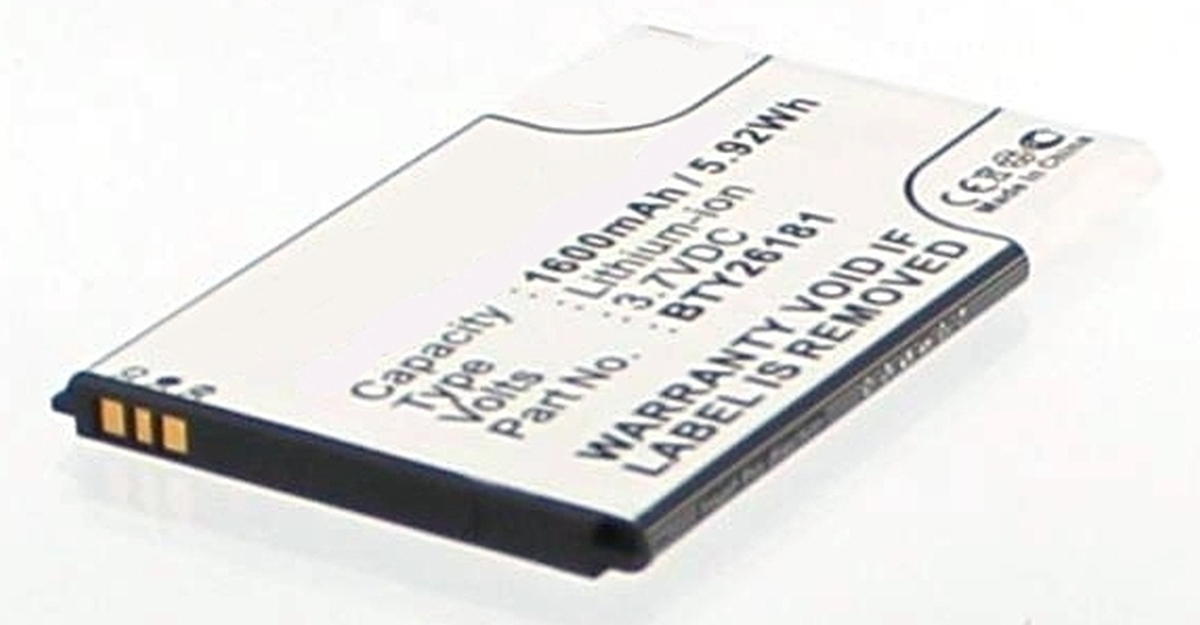 Capacity : 1600mAh / 5.92Wh
Type : Lithium-ion
Volts : 3.7VDC
Part No. : BTY26181
WARRANTY VOID IF
LABEL IS REMOVED
CE
Made In China